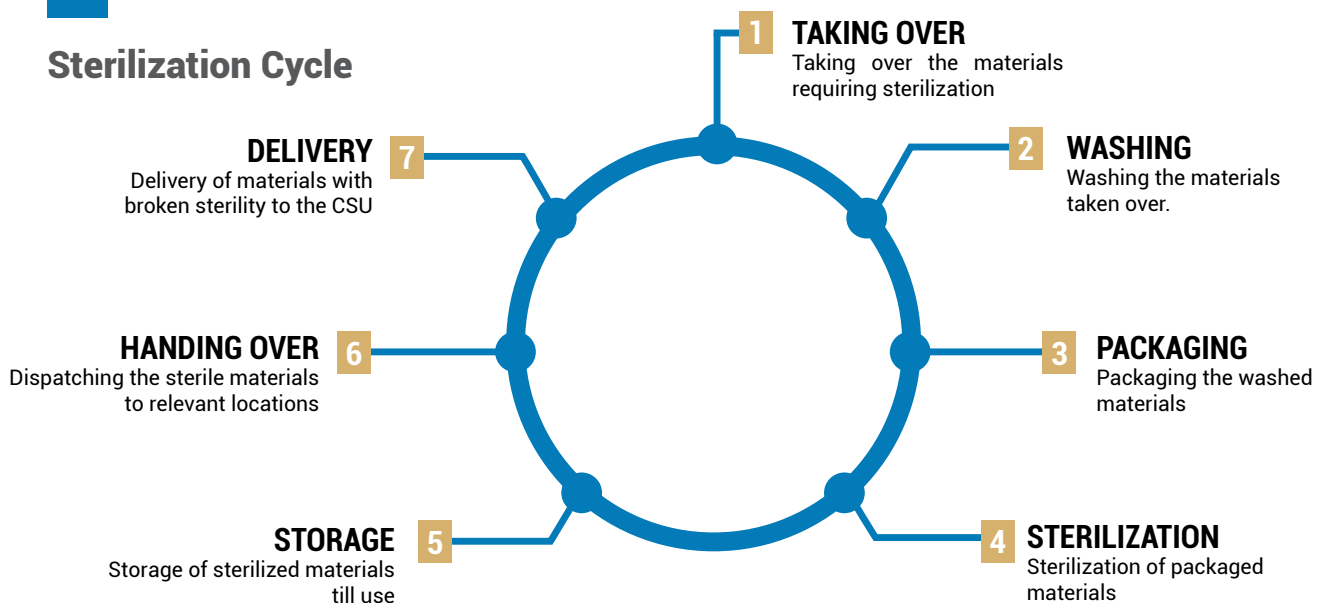 Sterilization Cycle
1
TAKING OVER
Taking over the materials
requiring sterilization
2
WASHING
Washing the materials
taken over.
3
PACKAGING
Packaging the washed
materials
4
STERILIZATION
Sterilization of packaged
materials
5
STORAGE
Storage of sterilized materials
till use
6
HANDING OVER
Dispatching the sterile materials
to relevant locations
7
DELIVERY
Delivery of materials with
broken sterility to the CSU